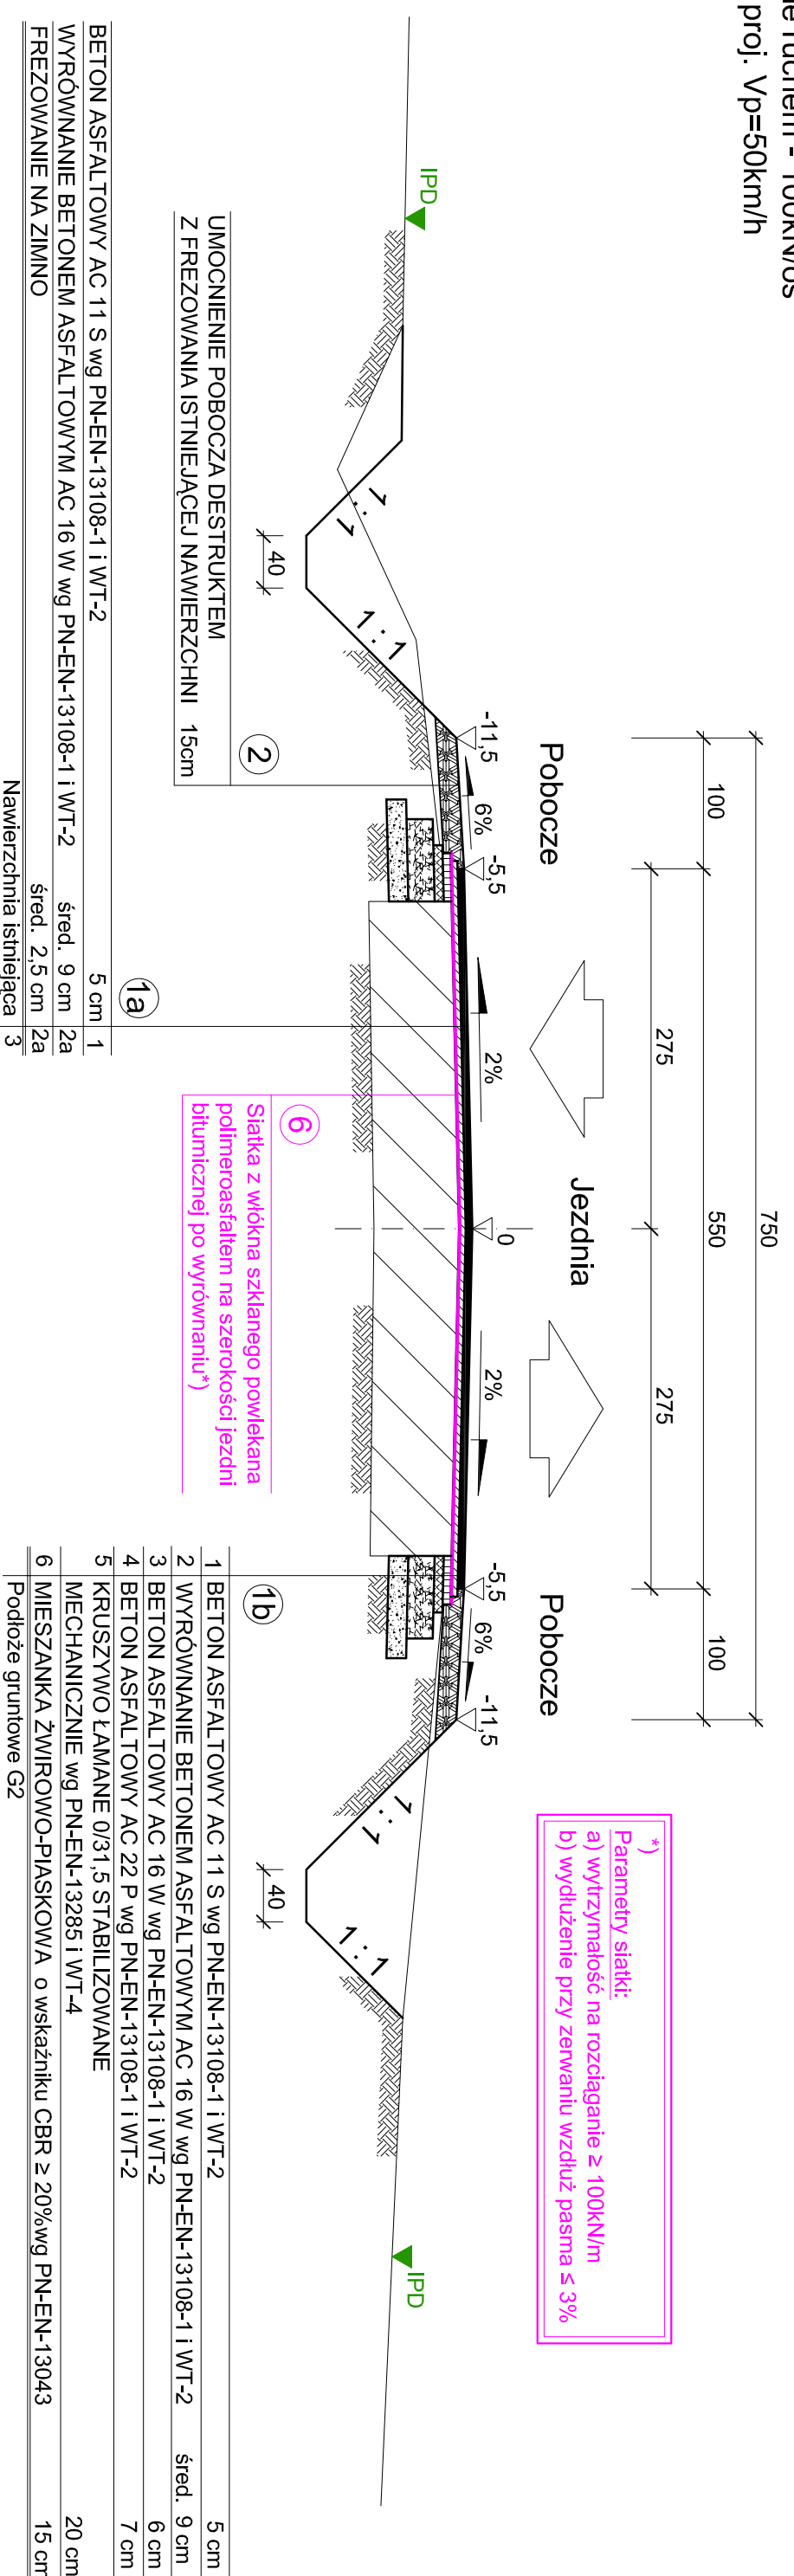 ie ruchem - 100kN/oś
proj. Vp=50km/h
750
100
550
100
275
275
Pobocze
Jezdnia
Pobocze
-11,5
6%
-5,5
2%
0
2%
-5,5
6%
-11,5
IPD
IPD
1:1
1:1
1:1
1:1
40
40
*)
Parametry siatki:
a) wytrzymałość na rozciąganie ≥ 100kN/m
b) wydłużenie przy zerwaniu wzdłuż pasma ≤ 3%
2
UMOCNIENIE POBOCZA DESTRUKTEM
Z FREZOWANIA ISTNIEJĄCEJ NAWIERZCHNI 15cm
6
Siatka z włókna szklanego powlekana
polimeroasfaltem na szerokości jezdni
bitumicznej po wyrównaniu*)
1a
BETON ASFALTOWY AC 11 S wg PN-EN-13108-1 i WT-2 5 cm 1
WYRÓWNANIE BETONEM ASFALTOWYM AC 16 W wg PN-EN-13108-1 i WT-2 śred. 9 cm 2a
FREZOWANIE NA ZIMNO śred. 2,5 cm 2a
Nawierzchnia istniejąca 3
1b
1 BETON ASFALTOWY AC 11 S wg PN-EN-13108-1 i WT-2 5 cm
2 WYRÓWNANIE BETONEM ASFALTOWYM AC 16 W wg PN-EN-13108-1 i WT-2 śred. 9 cm
3 BETON ASFALTOWY AC 16 W wg PN-EN-13108-1 i WT-2 6 cm
4 BETON ASFALTOWY AC 22 P wg PN-EN-13108-1 i WT-2 7 cm
5 KRUSZYWO ŁAMANE 0/31,5 STABILIZOWANE
MECHANICZNIE wg PN-EN-13285 i WT-4 20 cm
6 MIESZANKA ŻWIROWO-PIASKOWA o wskaźniku CBR ≥ 20%wg PN-EN-13043 15 cm
Podłoże gruntowe G2